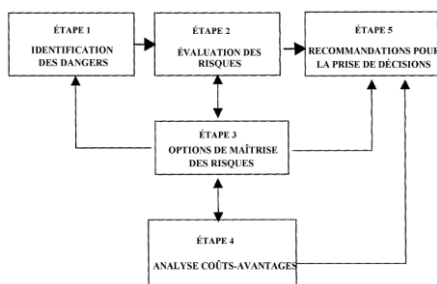 ÉTAPE 1
IDENTIFICATION
DES DANGERS
ÉTAPE 2
ÉVALUATION DES
RISQUES
ÉTAPE 5
RECOMMANDATIONS POUR
LA PRISE DE DÉCISIONS
ÉTAPE 3
OPTIONS DE MAÎTRISE
DES RISQUES
ÉTAPE 4
ANALYSE COÛTS-AVANTAGES